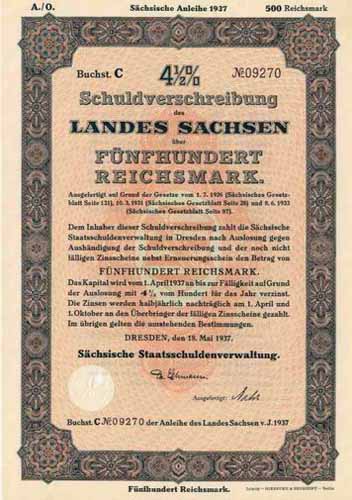 A./O. Sächsische Anleihe 1937 500 Reichsmark
Buchst. C 4½% №09270
Schuldverschreibung
des
LANDES SACHSEN
über
FÜNFHUNDERT
REICHSMARK.
Ausgefertigt auf Grund der Gesetze vom 1. 7. 1926 (Sächsisches Gesetz-
blatt Seite 121), 10. 3. 1931 (Sächsisches Gesetzblatt Seite 28) und 9. 6. 1933
(Sächsisches Gesetzblatt Seite 87).
Dem Inhaber dieser Schuldverschreibung zahlt die Sächsische
Staatsschuldenverwaltung in Dresden nach Auslosung gegen
Aushändigung der Schuldverschreibung und der noch nicht
fälligen Zinsscheine nebst Erneuerungsschein den Betrag von
FÜNFHUNDERT REICHSMARK.
Das Kapital wird vom 1. April 1937 an bis zur Fälligkeit auf Grund
der Auslosung mit 4½ vom Hundert für das Jahr verzinst.
Die Zinsen werden halbjährlich nachträglich am 1. April und
1. Oktober an den Überbringer der fälligen Zinsscheine gezahlt.
Im übrigen gelten die umstehenden Bestimmungen.
DRESDEN, den 18. Mai 1937.
Sächsische Staatsschuldenverwaltung.
Ausgefertigt:
Buchst. C №09270 der Anleihe des Landes Sachsen v. J. 1937
Fünfhundert Reichsmark.